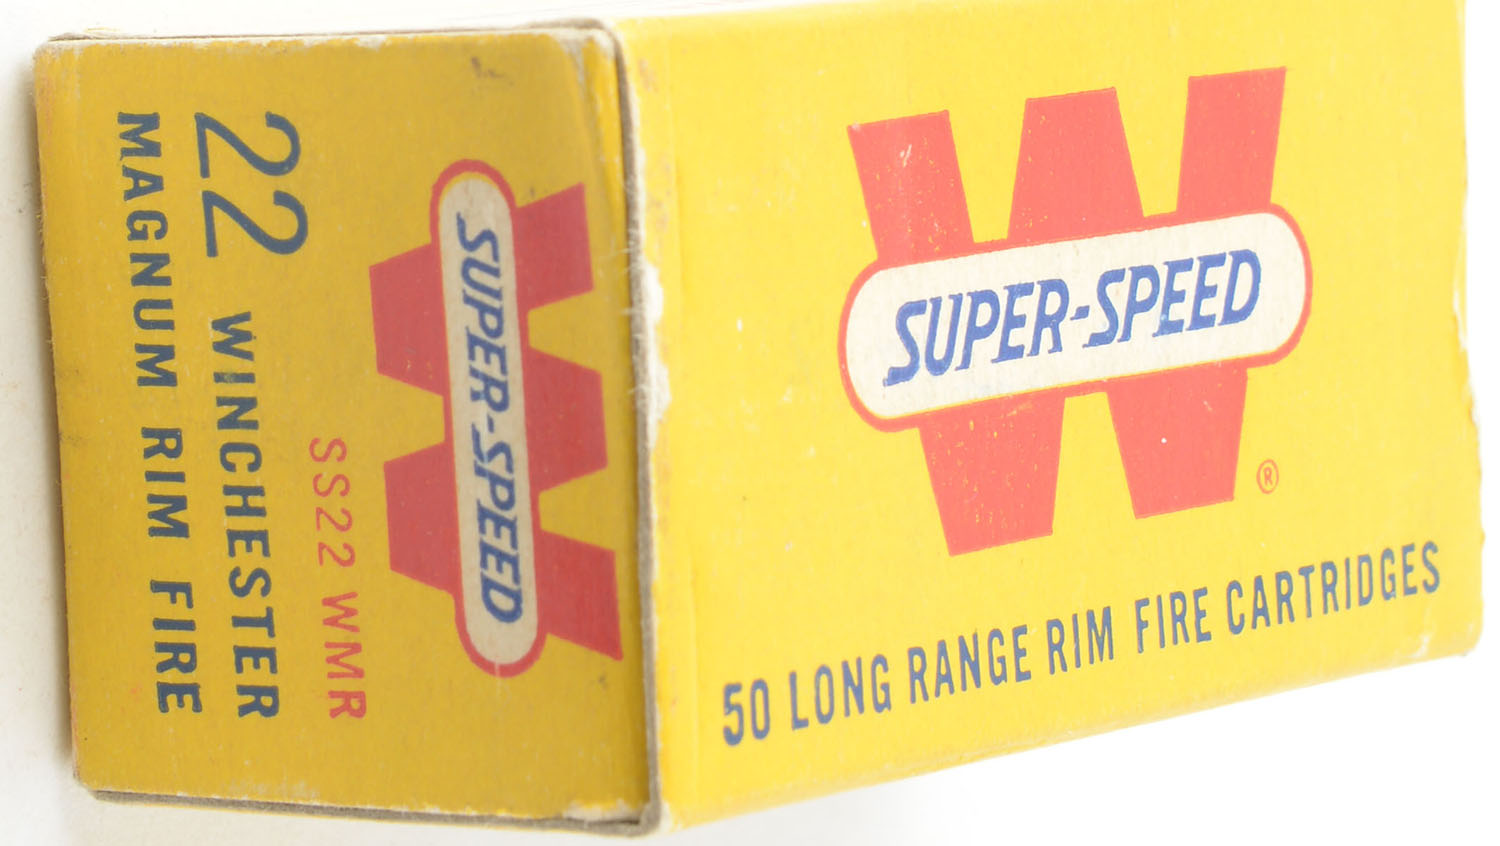 W
SUPER-SPEED
®
50 LONG RANGE RIM FIRE CARTRIDGES
W
SUPER-SPEED
SS22 WMR
22 WINCHESTER
MAGNUM RIM FIRE